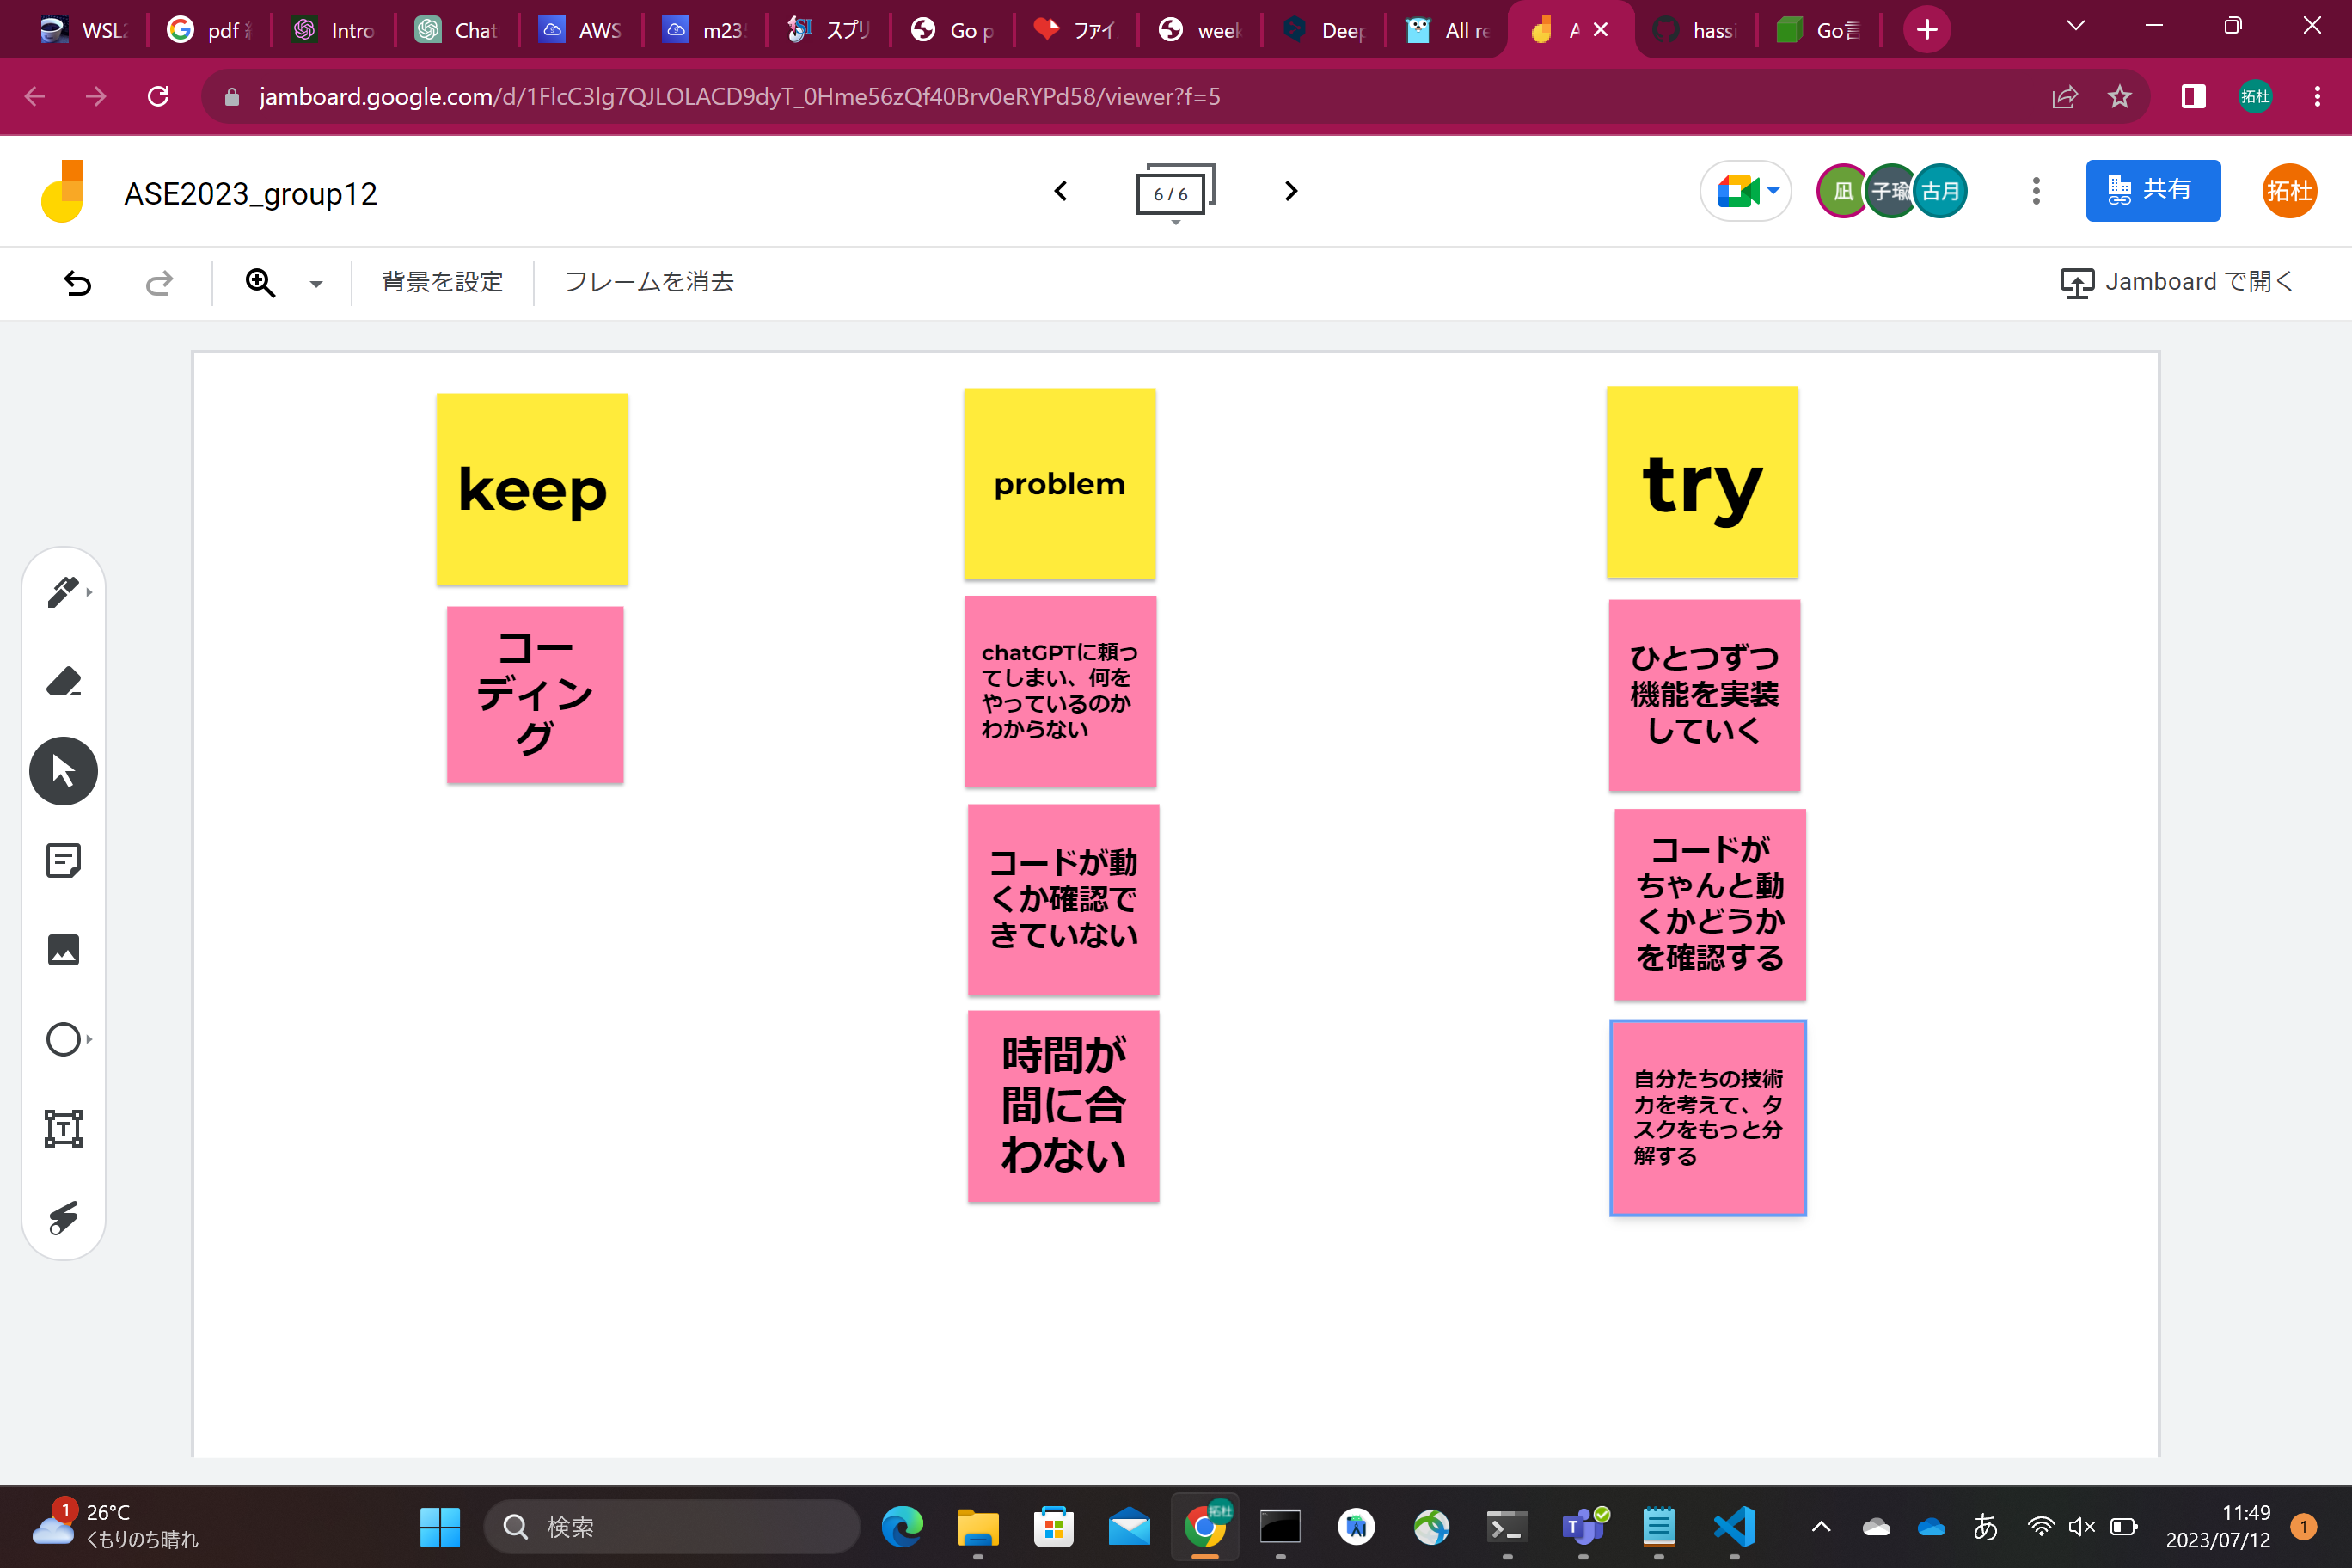 WSL2
pdf
Intro
Chat
AWS
m23
スプリ
Go p
ファイ
week
Deep
All re
A
hassi
Go言
jamboard.google.com/d/1FlcC3lg7QJLOLACD9dyT_0Hme56zQf40Brv0eRYPd58/viewer?f=5
拓杜
ASE2023_group12
6 / 6
凪
子瑜
古月
共有
拓杜
背景を設定
フレームを消去
Jamboard で開く
keep
コー
ディン
グ
problem
chatGPTに頼っ
てしまい、何を
やっているのか
わからない
コードが動
くか確認で
きていない
時間が
間に合
わない
try
ひとつずつ
機能を実装
していく
コードが
ちゃんと動
くかどうか
を確認する
自分たちの技術
力を考えて、タ
スクをもっと分
解する
1
26°C
くもりのち晴れ
検索
拓杜
あ
11:49
2023/07/12
1